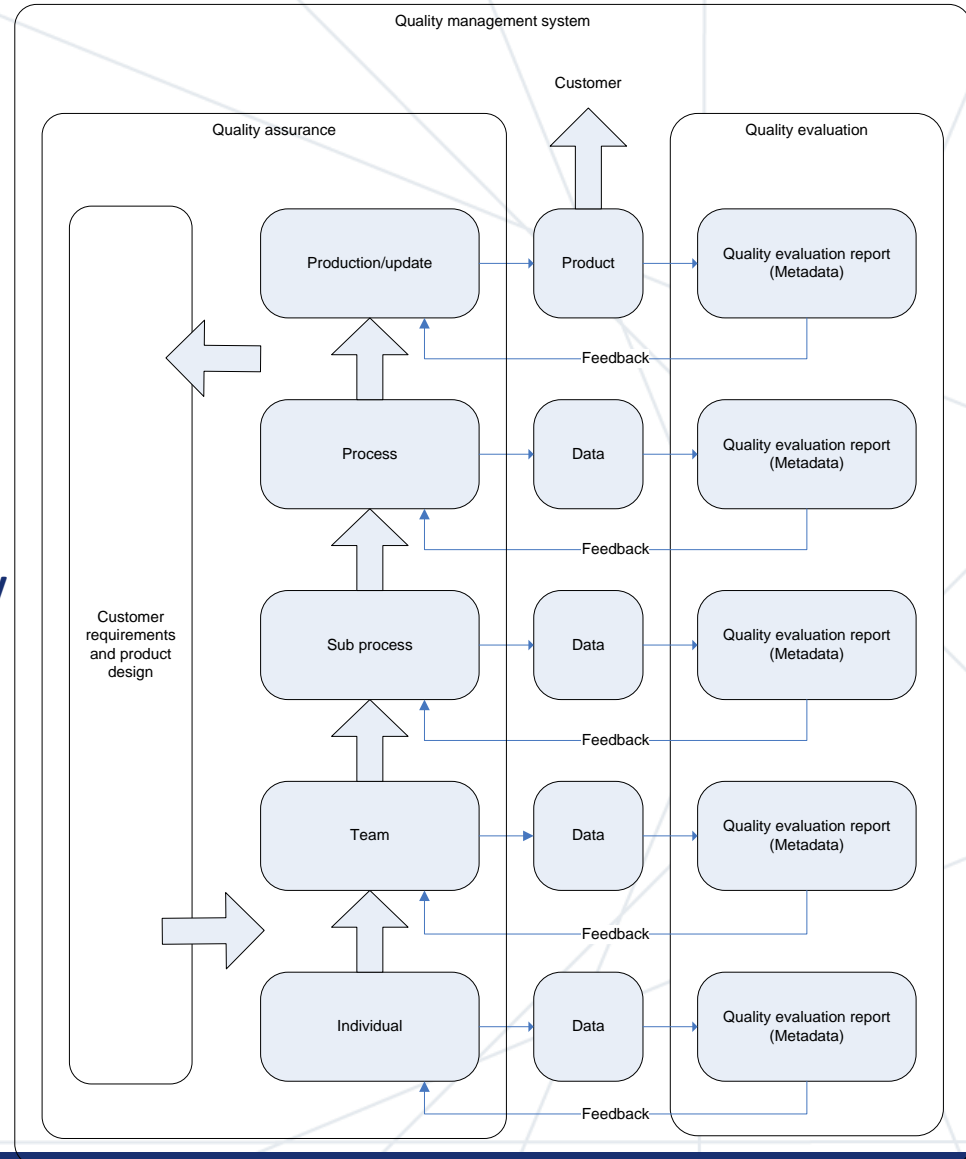 Quality management system
Customer
Quality assurance
Quality evaluation
Production/update
Product
Quality evaluation report
(Metadata)
Feedback
Process
Data
Quality evaluation report
(Metadata)
Feedback
Customer
requirements
and product
design
Sub process
Data
Quality evaluation report
(Metadata)
Feedback
Team
Data
Quality evaluation report
(Metadata)
Feedback
Individual
Data
Quality evaluation report
(Metadata)
Feedback